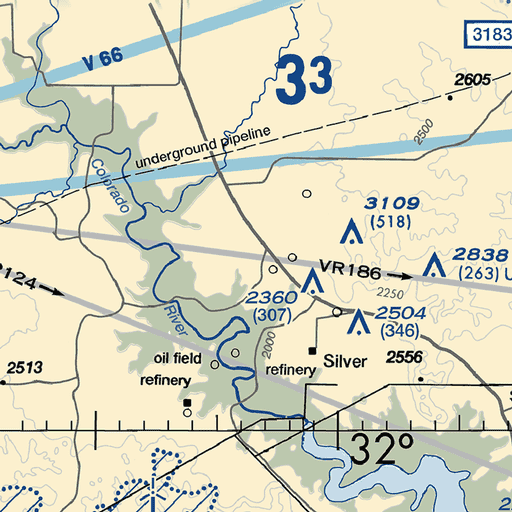 3183
V 66
33
2605
2500
underground pipeline
Colorado
3109
(518)
2838
(263) U
VR186
R124
2250
2360
(307)
2504
(346)
River
2000
oil field
refinery
refinery
Silver
2556
2513
32°